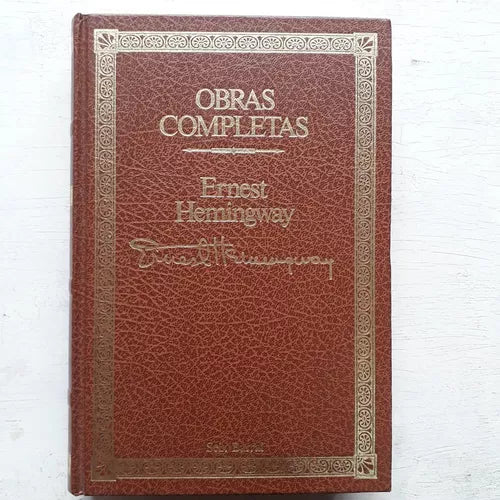 OBRAS
COMPLETAS
Ernest
Hemingway
Ernest Hemingway
Seix Barral